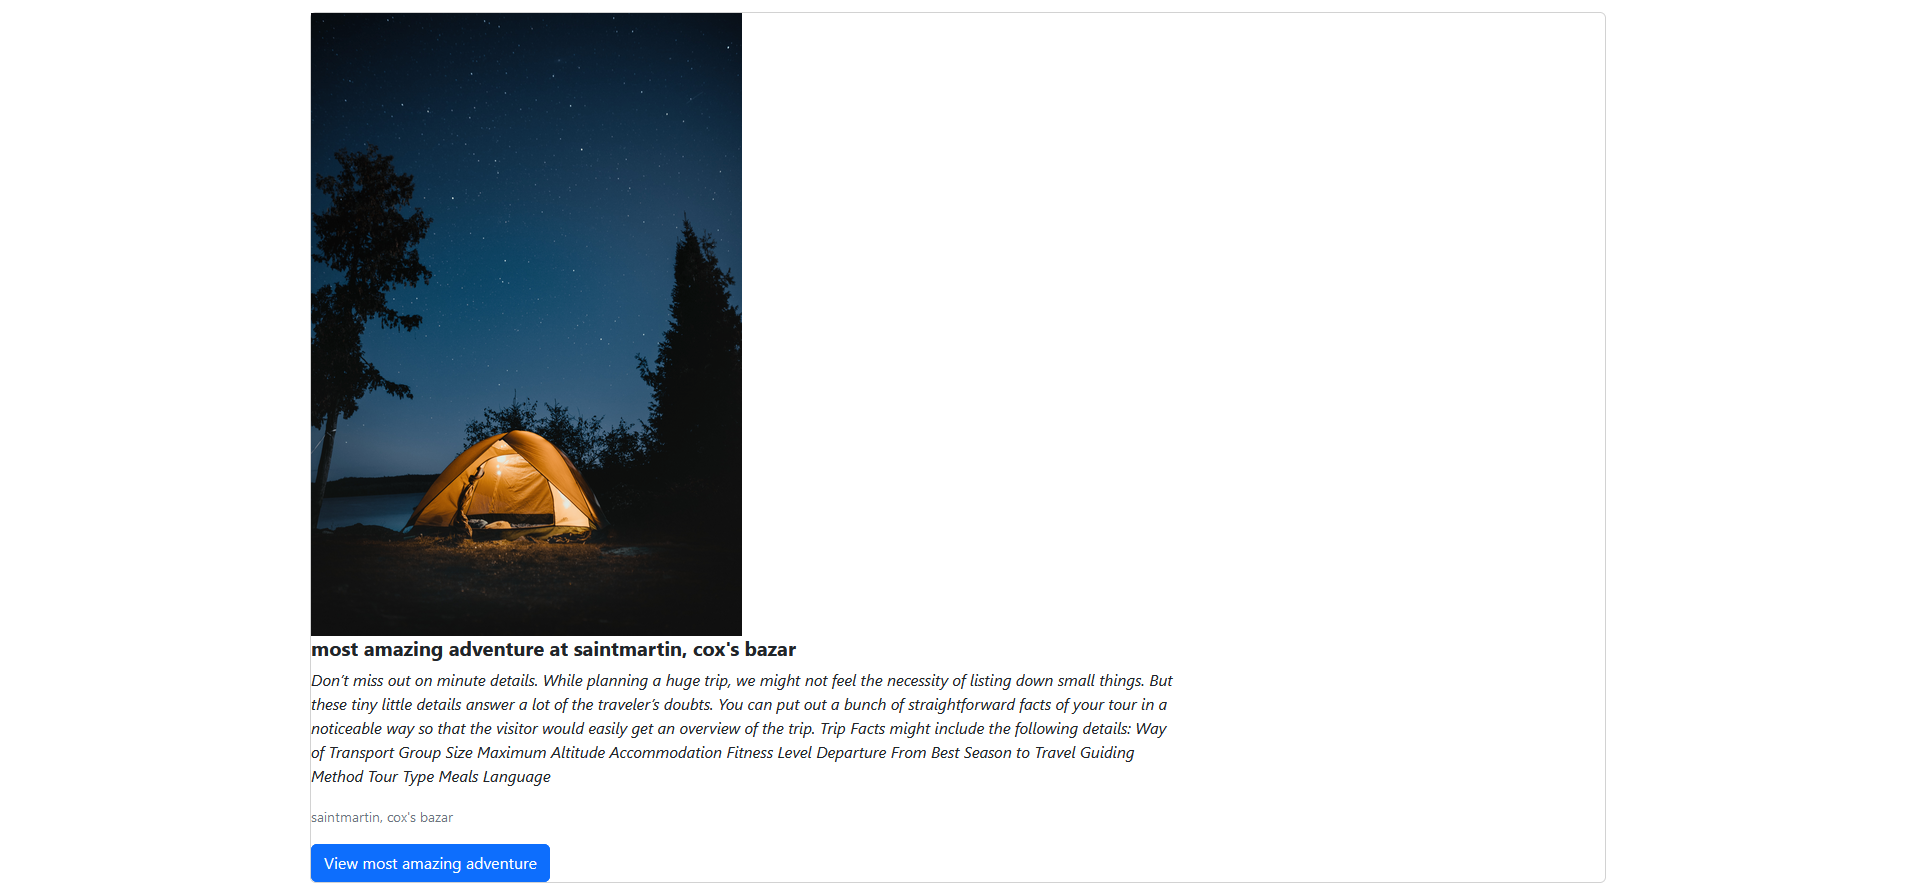 most amazing adventure at saintmartin, cox's bazar
Don't miss out on minute details. While planning a huge trip, we might not feel the necessity of listing down small things. But
these tiny little details answer a lot of the traveler’s doubts. You can put out a bunch of straightforward facts of your tour in a
noticeable way so that the visitor would easily get an overview of the trip. Trip Facts might include the following details: Way
of Transport Group Size Maximum Altitude Accommodation Fitness Level Departure From Best Season to Travel Guiding
Method Tour Type Meals Language
saintmartin, cox's bazar
View most amazing adventure